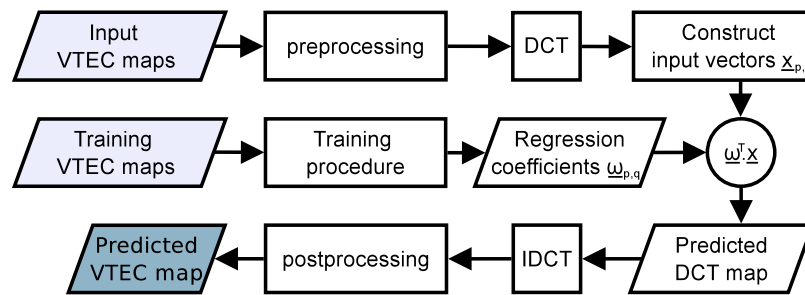 Input
VTEC maps
preprocessing
DCT
Construct
input vectors x_p,
Training
VTEC maps
Training
procedure
Regression
coefficients ω_p,q
ω^T.x
Predicted
VTEC map
postprocessing
IDCT
Predicted
DCT map